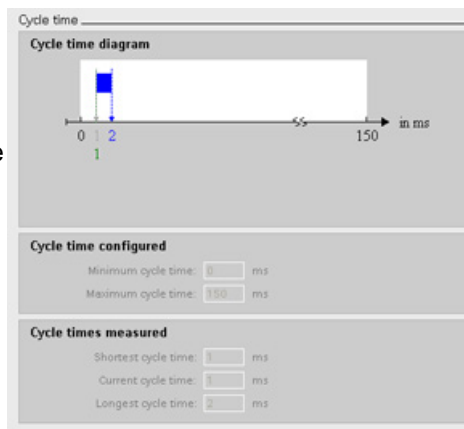 Cycle time
Cycle time diagram
in ms
0 1 2 150
1
e
Cycle time configured
Minimum cycle time: 0 ms
Maximum cycle time: 150 ms
Cycle times measured
Shortest cycle time: 1 ms
Current cycle time: 1 ms
Longest cycle time: 2 ms